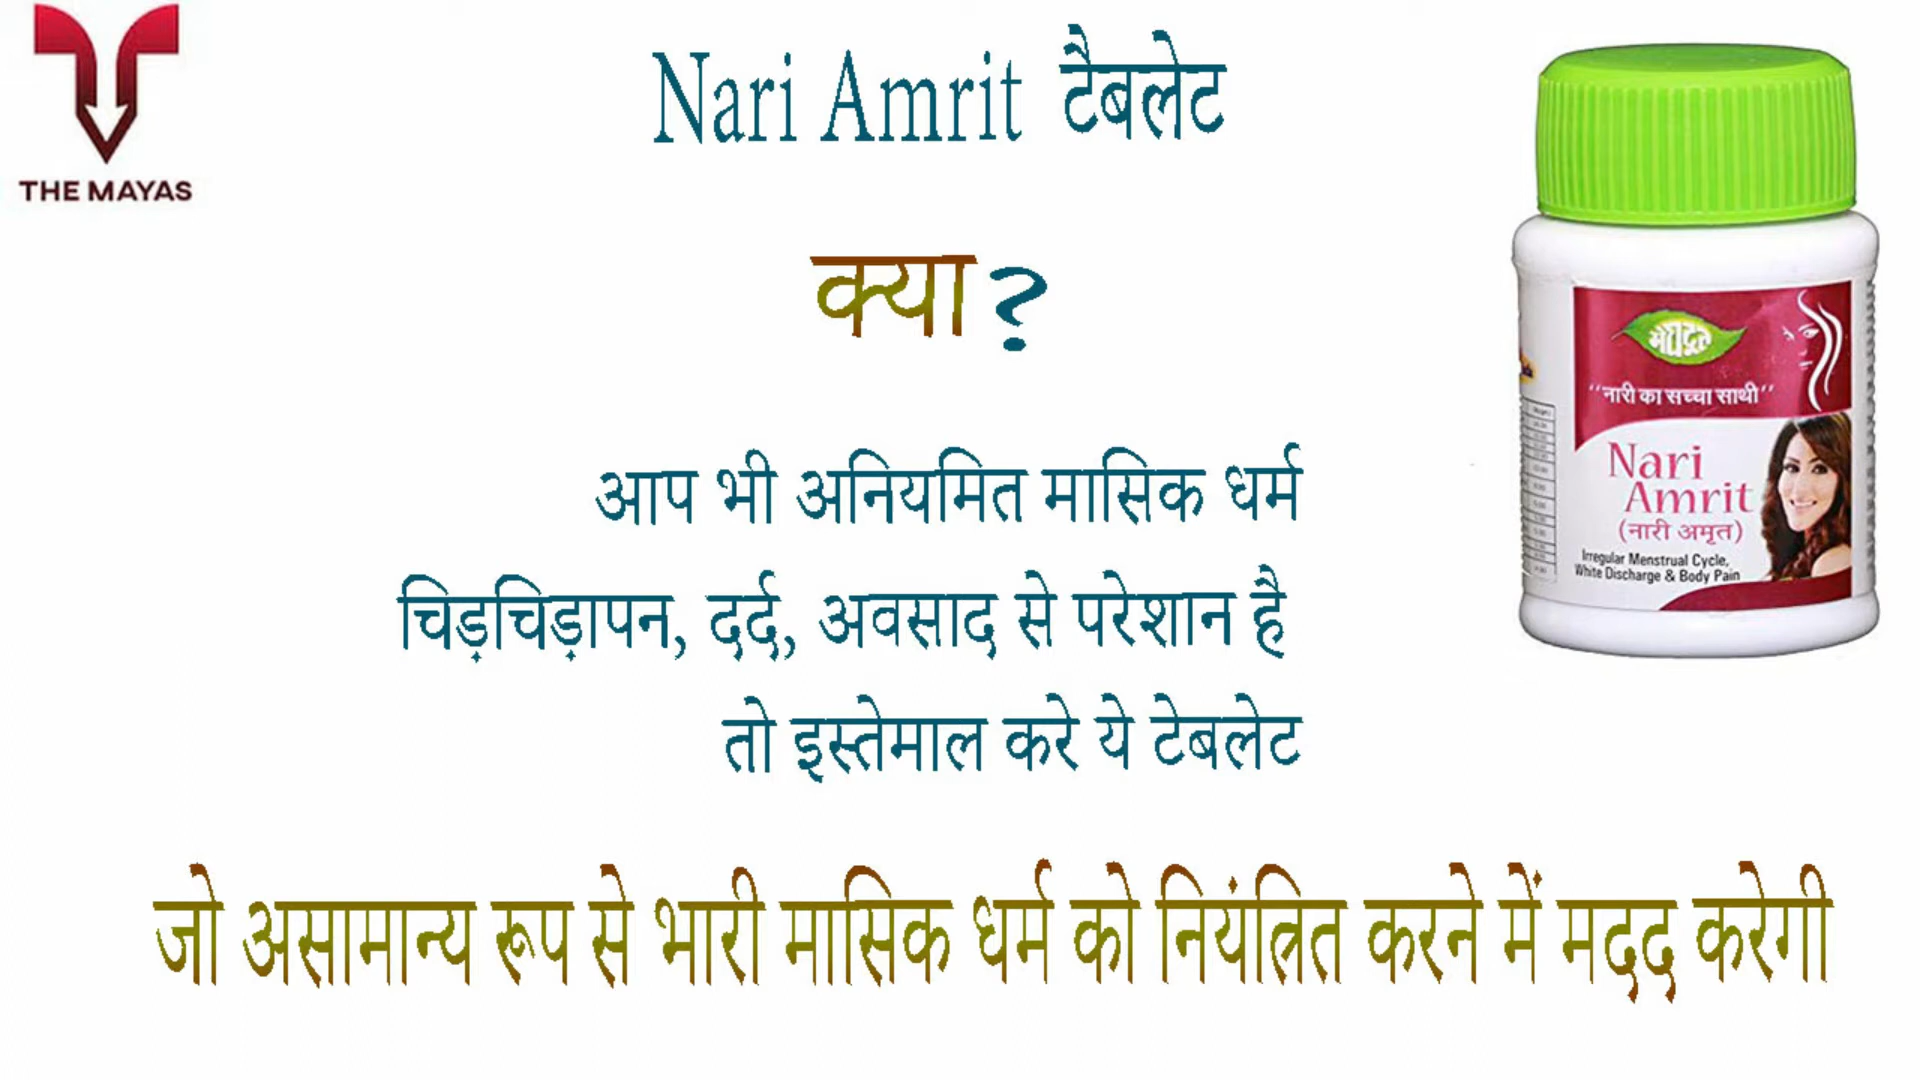 THE MAYAS
Nari Amrit टैबलेट
क्या?
आप भी अनियमित मासिक धर्म
चिड़चिड़ापन, दर्द, अवसाद से परेशान है
तो इस्तेमाल करे ये टेबलेट
जो असामान्य रूप से भारी मासिक धर्म को नियंत्रित करने में मदद करेगी
मेघदूत
“नारी का सच्चा साथी”
Nari
Amrit
(नारी अमृत)
Irregular Menstrual Cycle,
White Discharge & Body Pain